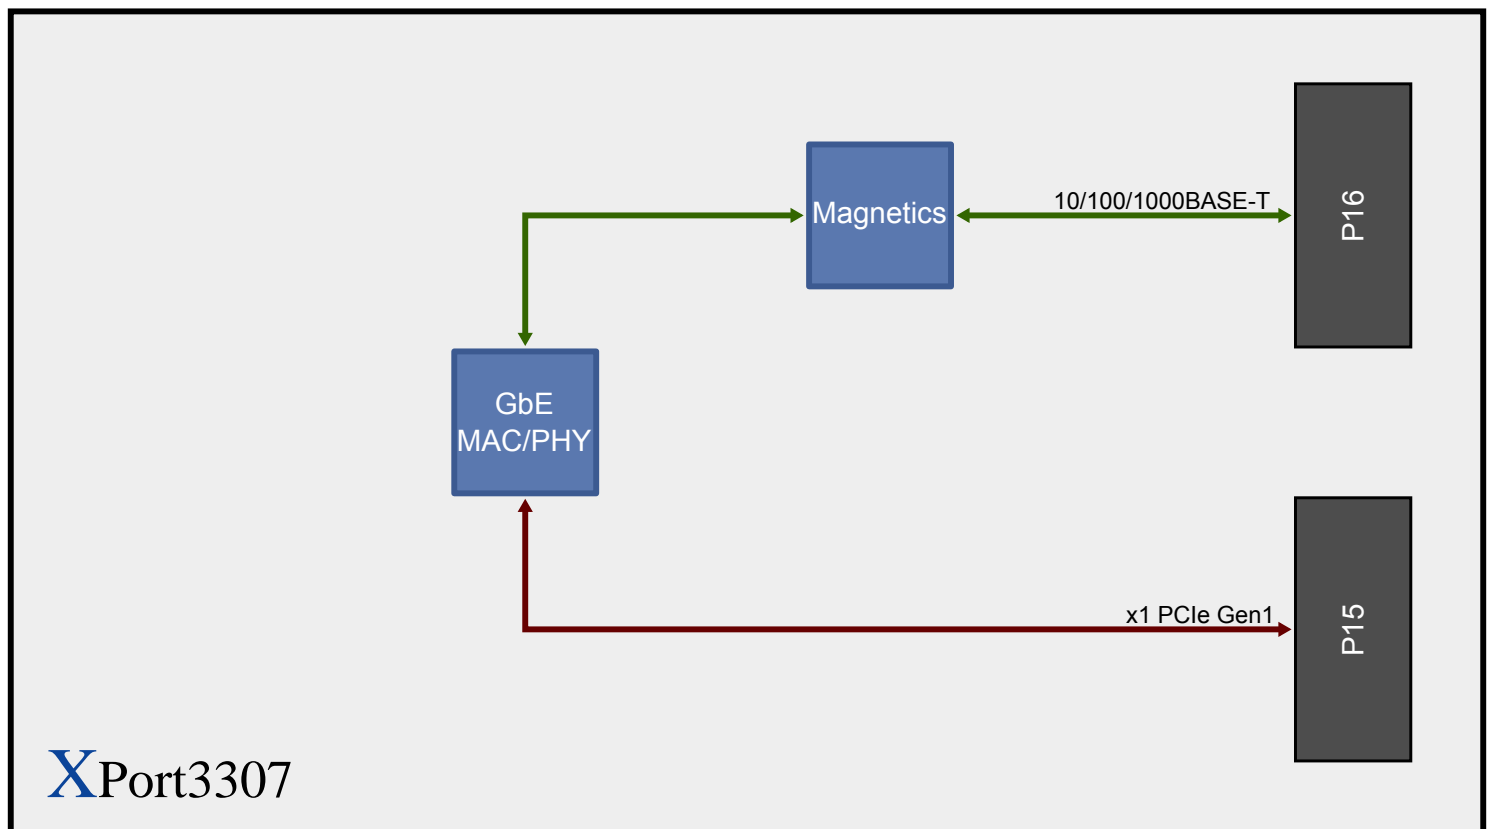 Magnetics
10/100/1000BASE-T
P16
GbE
MAC/PHY
x1 PCIe Gen1
P15
XPort3307